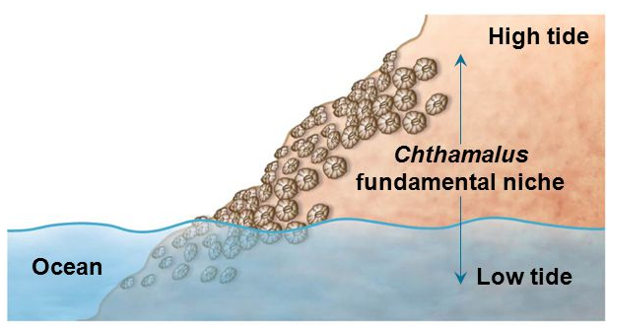 High tide
Chthamalus
fundamental niche
Ocean
Low tide